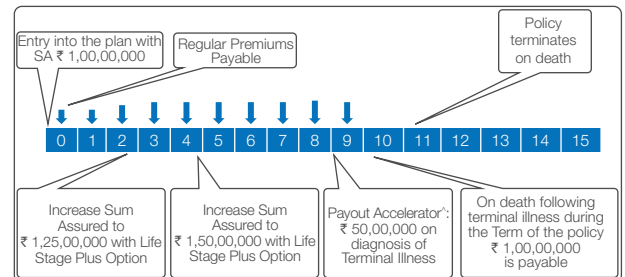 Entry into the plan with
SA ₹ 1,00,00,000
Regular Premiums
Payable
Policy
terminates
on death
0 1 2 3 4 5 6 7 8 9 10 11 12 13 14 15
Increase Sum
Assured to
₹ 1,25,00,000 with Life
Stage Plus Option
Increase Sum
Assured to
₹ 1,50,00,000 with Life
Stage Plus Option
Payout Accelerator^:
₹ 50,00,000 on
diagnosis of
Terminal Illness
On death following
terminal illness during
the Term of the policy
₹ 1,00,00,000
is payable